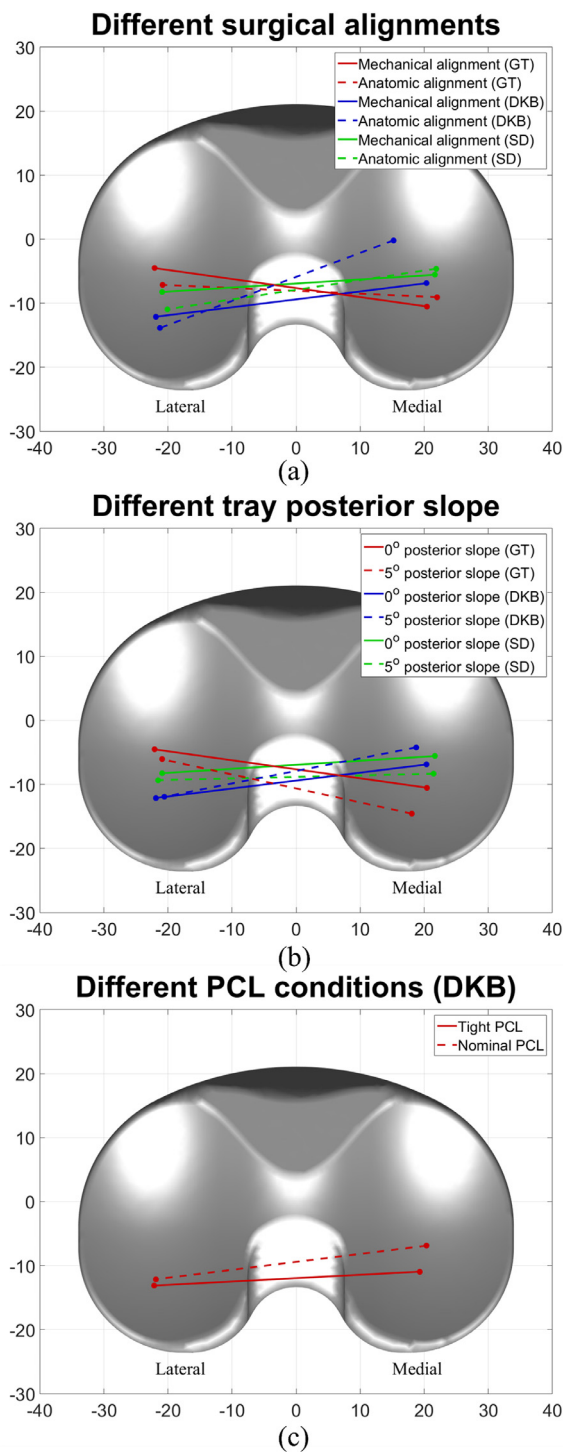 Different surgical alignments
Mechanical alignment (GT)
Anatomic alignment (GT)
Mechanical alignment (DKB)
Anatomic alignment (DKB)
Mechanical alignment (SD)
Anatomic alignment (SD)
30
20
10
0
-10
-20
-30
Lateral Medial
-40 -30 -20 -10 0 10 20 30 40
(a)
Different tray posterior slope
0° posterior slope (GT)
5° posterior slope (GT)
0° posterior slope (DKB)
5° posterior slope (DKB)
0° posterior slope (SD)
5° posterior slope (SD)
30
20
10
0
-10
-20
-30
Lateral Medial
-40 -30 -20 -10 0 10 20 30 40
(b)
Different PCL conditions (DKB)
Tight PCL
Nominal PCL
30
20
10
0
-10
-20
-30
Lateral Medial
-40 -30 -20 -10 0 10 20 30 40
(c)